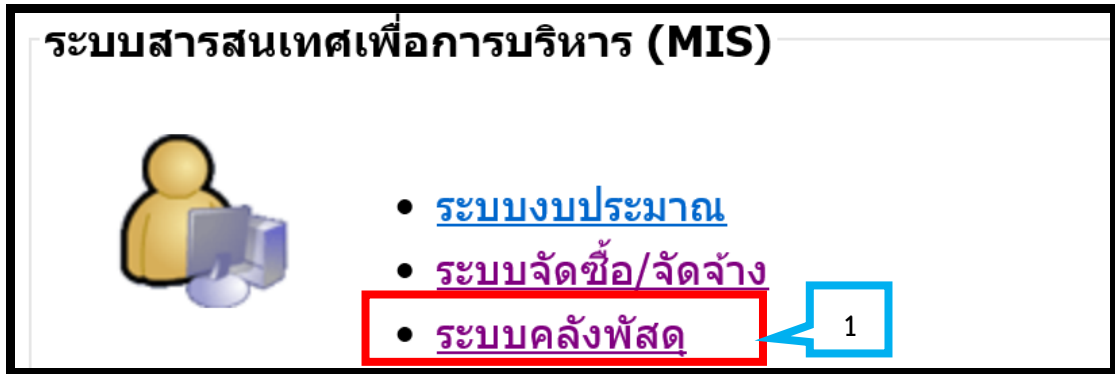 ระบบสารสนเทศเพื่อการบริหาร (MIS)
ระบบงบประมาณ
ระบบจัดซื้อ/จัดจ้าง
ระบบคลังพัสดุ
1